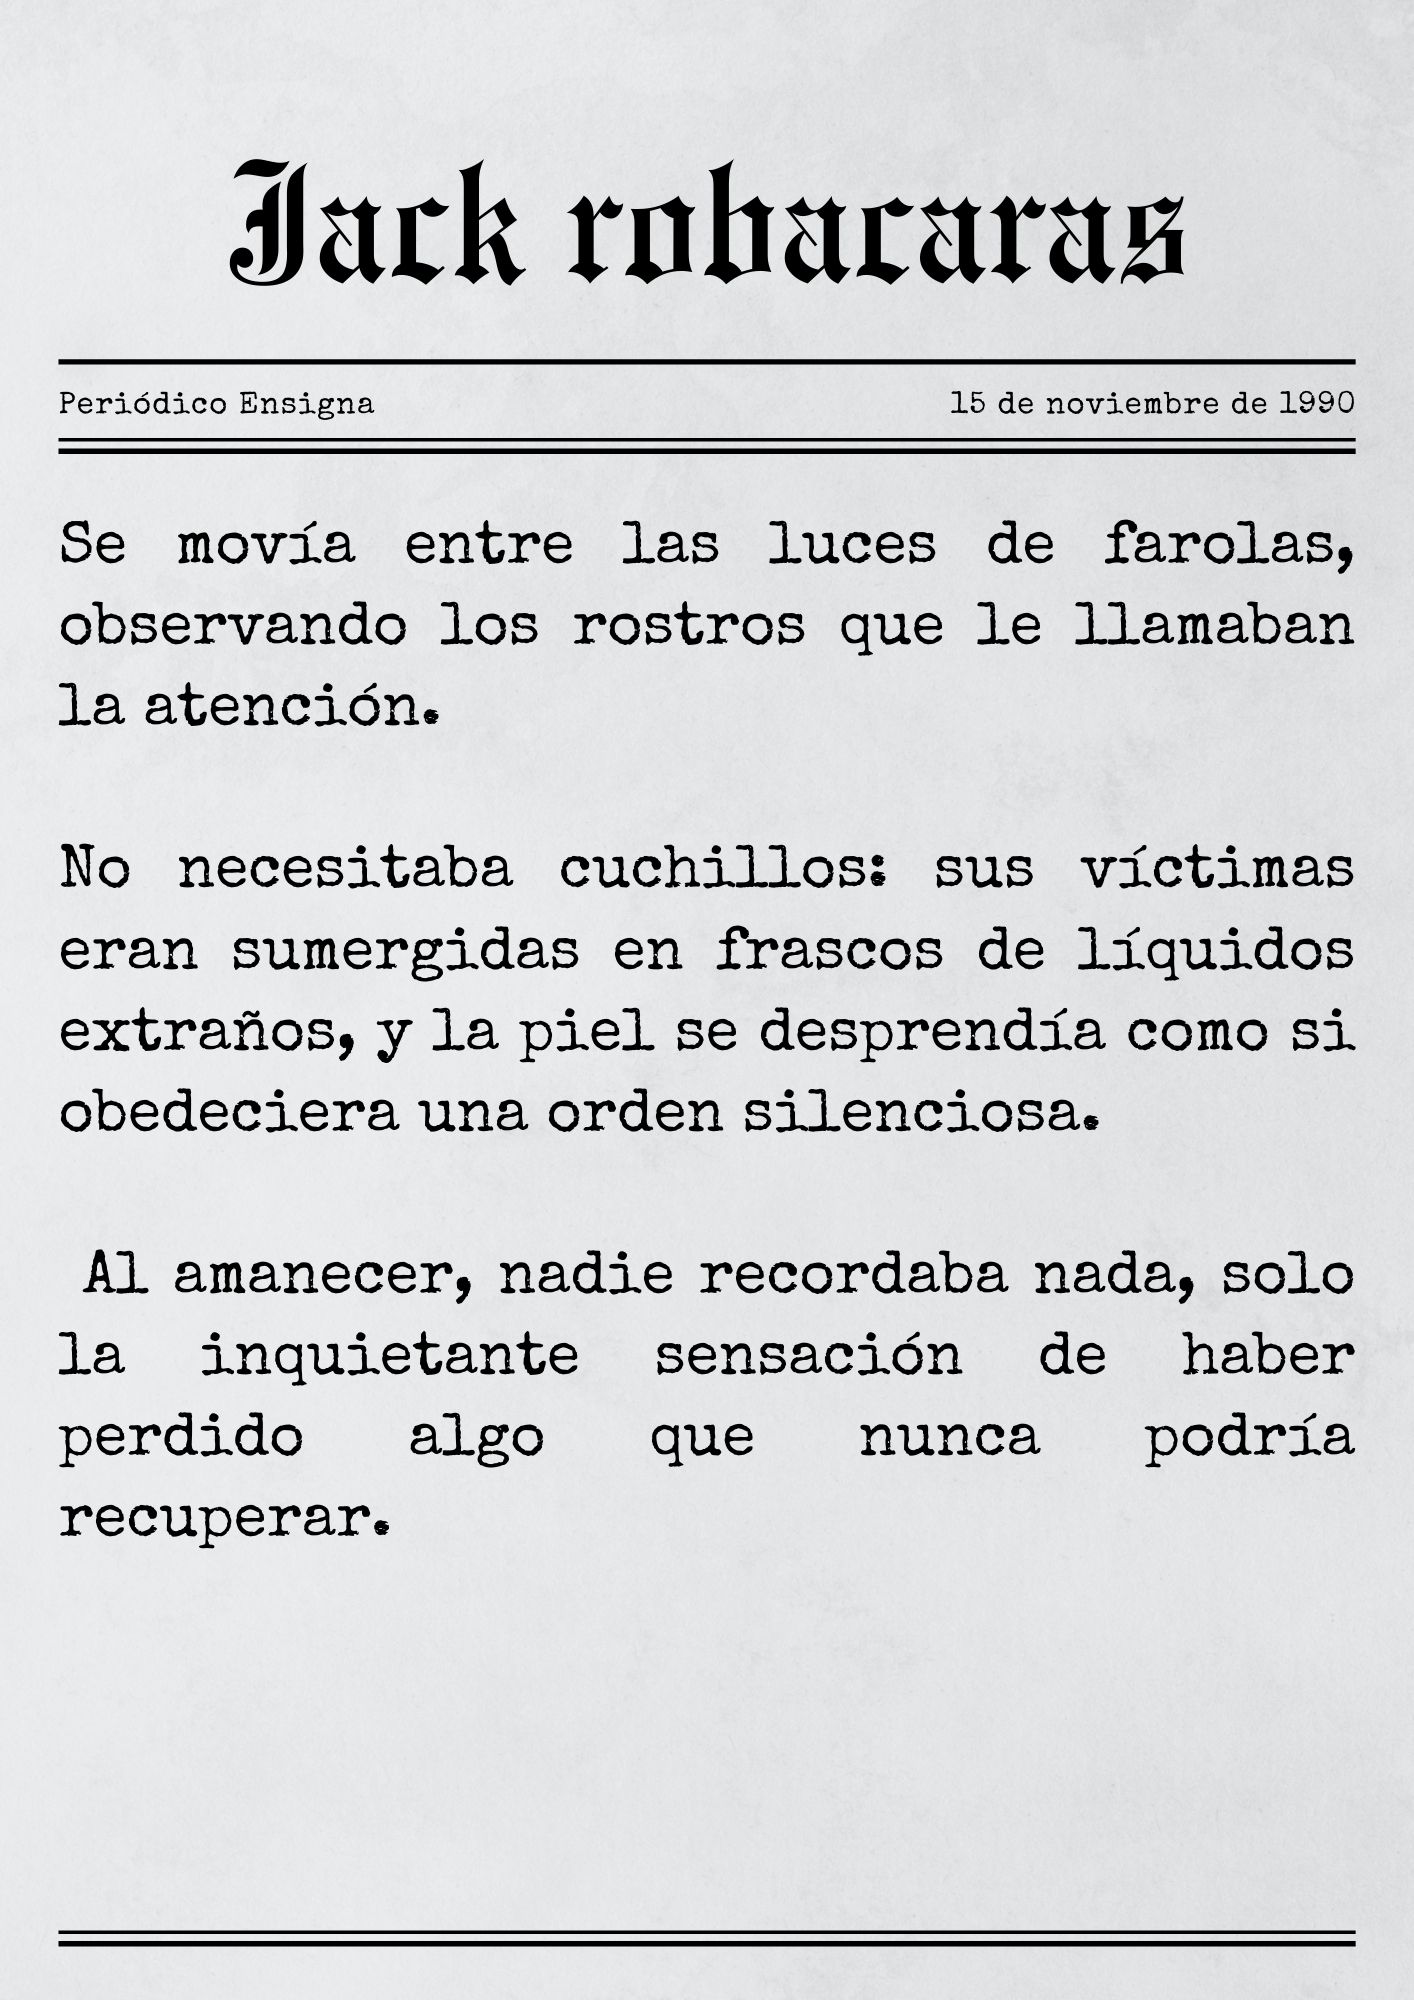 Jack robacaras
Periódico Ensigna
15 de noviembre de 1990
Se movía entre las luces de farolas,
observando los rostros que le llamaban
la atención.
No necesitaba cuchillos: sus víctimas
eran sumergidas en frascos de líquidos
extraños, y la piel se desprendía como si
obedeciera una orden silenciosa.
Al amanecer, nadie recordaba nada, solo
la inquietante sensación de haber
perdido algo que nunca podría
recuperar.